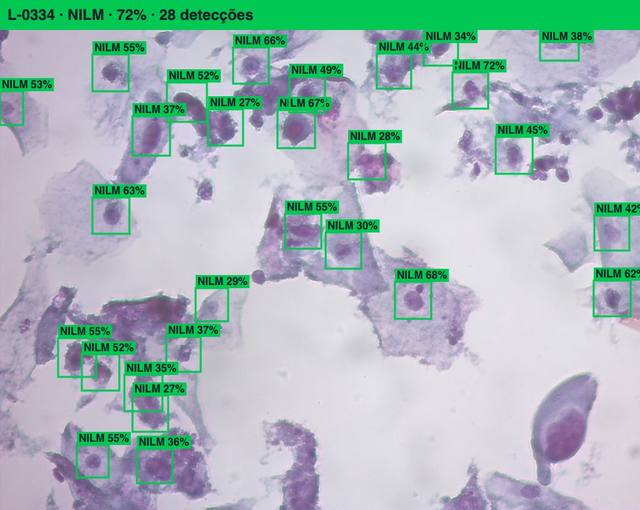 L-0334 · NILM · 72% · 28 detecções
NILM 34%
NILM 38%
NILM 66%
NILM 44%
NILM 55%
NILM 72%
NILM 49%
NILM 52%
NILM 53%
NILM 67%
NILM 27%
NILM 37%
NILM 45%
NILM 28%
NILM 63%
NILM 55%
NILM 42%
NILM 30%
NILM 68%
NILM 62%
NILM 29%
NILM 55%
NILM 37%
NILM 52%
NILM 35%
NILM 27%
NILM 55%
NILM 36%